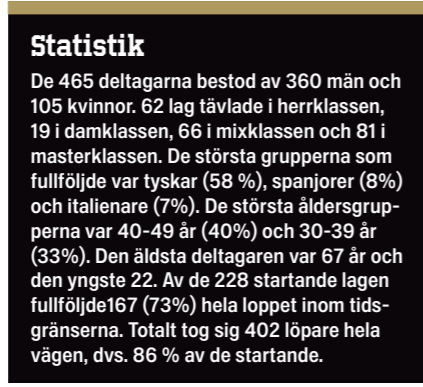 Statistik
De 465 deltagarna bestod av 360 män och
105 kvinnor. 62 lag tävlade i herrklassen,
19 i damklassen, 66 i mixklassen och 81 i
masterklassen. De största grupperna som
fullföljde var tyskar (58 %), spanjorer (8%)
och italienare (7%). De största åldersgrup-
perna var 40-49 år (40%) och 30-39 år
(33%). Den äldsta deltagaren var 67 år och
den yngste 22. Av de 228 startande lagen
fullföljde167 (73%) hela loppet inom tids-
gränserna. Totalt tog sig 402 löpare hela
vägen, dvs. 86 % av de startande.